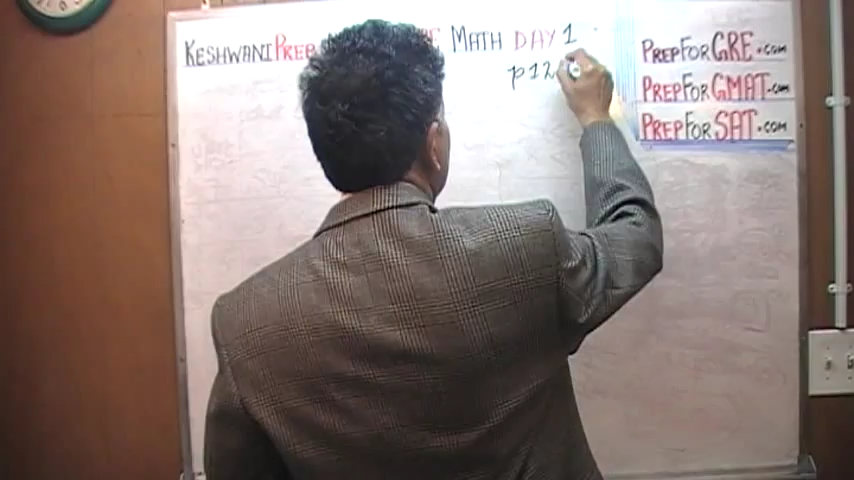 KESHWANI PREP MATH DAY 1
p12
PREPFORGRE.COM
PREPFORGMAT.COM
PREPFORSAT.COM